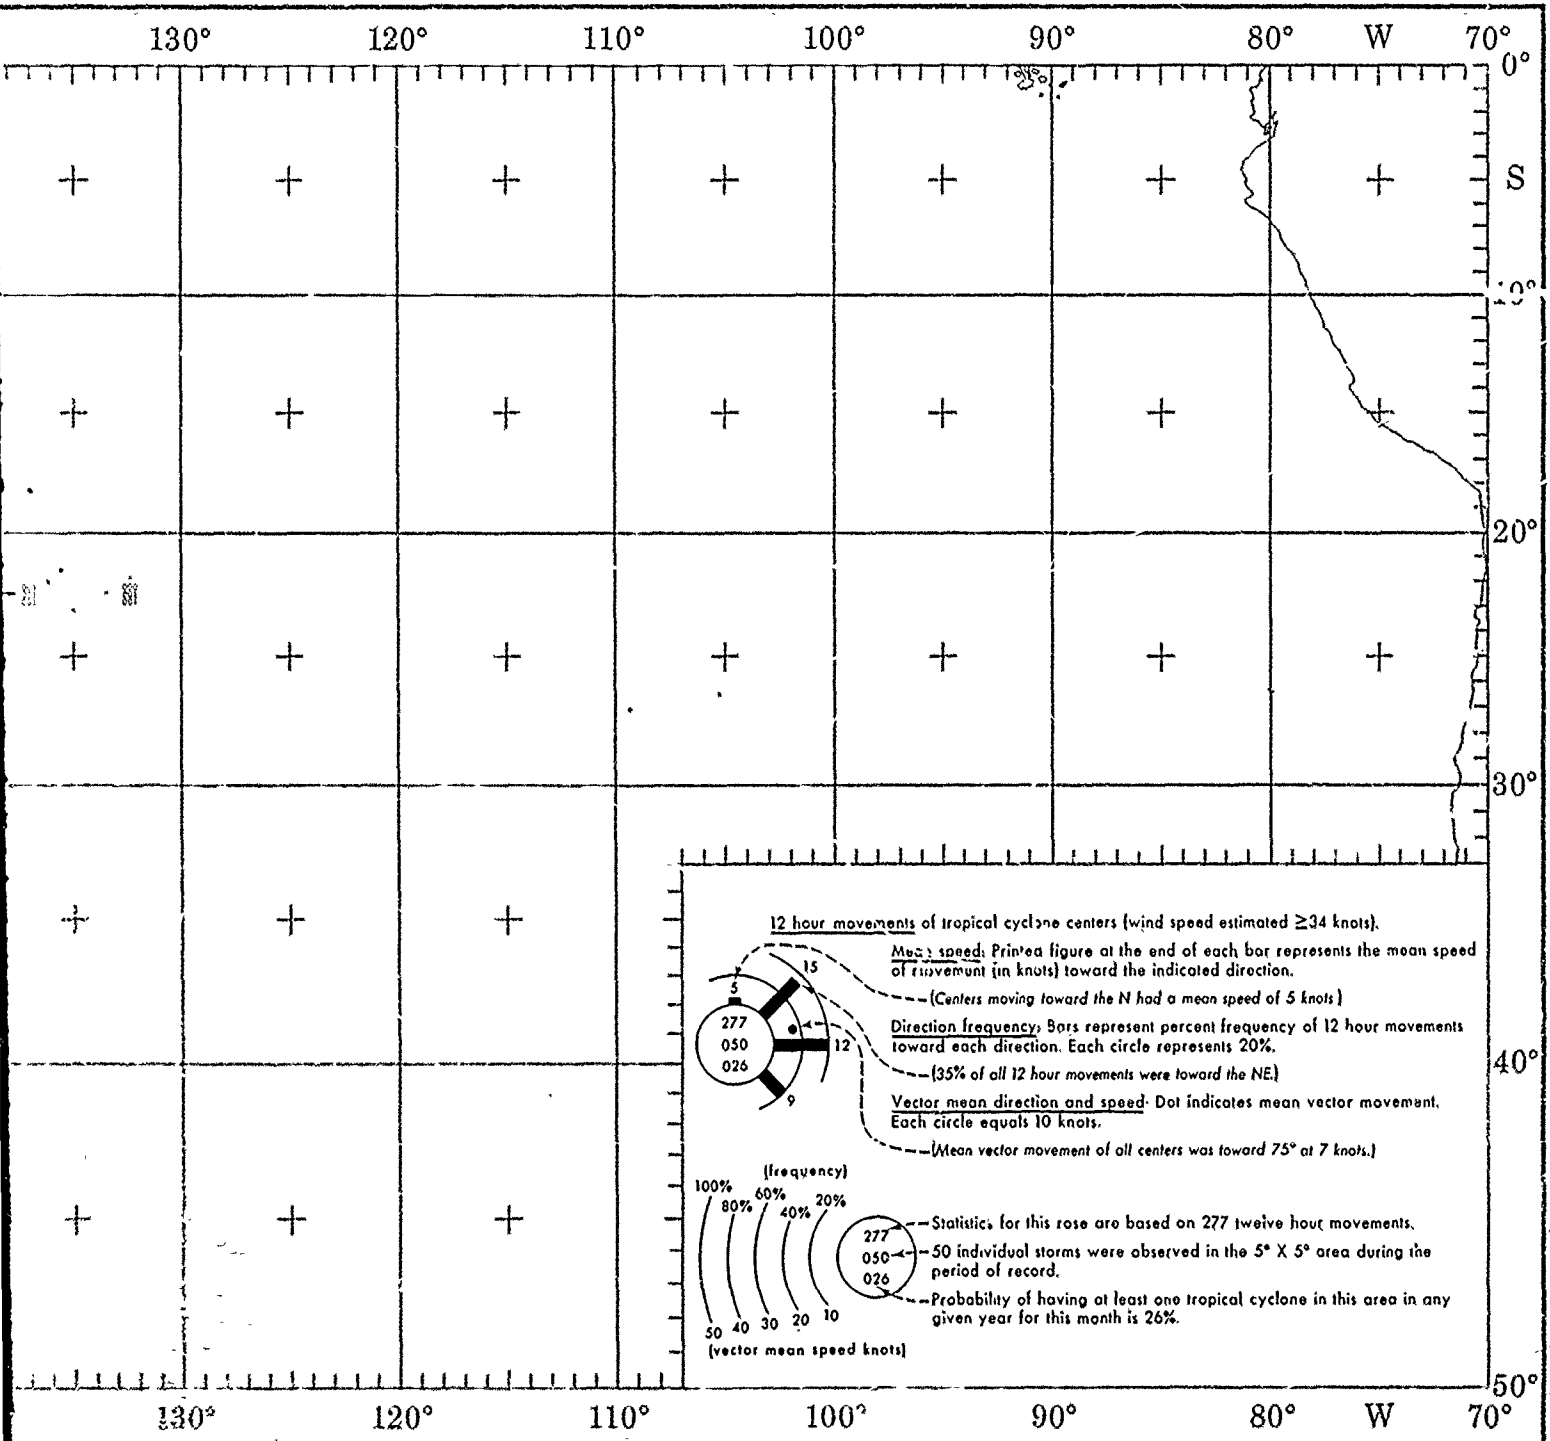 130° 120° 110° 100° 90° 80° W 70°
0°
S
10°
20°
30°
40°
50°
12 hour movements of tropical cyclone centers (wind speed estimated ≥34 knots).
Mean speed: Printed figure at the end of each bar represents the mean speed
of movement (in knots) toward the indicated direction.
(Centers moving toward the N had a mean speed of 5 knots)
Direction frequency: Bars represent percent frequency of 12 hour movements
toward each direction. Each circle represents 20%.
(35% of all 12 hour movements were toward the NE.)
Vector mean direction and speed: Dot indicates mean vector movement.
Each circle equals 10 knots.
(Mean vector movement of all centers was toward 75° at 7 knots.)
15
5
277
050
026
12
9
(frequency)
100% 80% 60% 40% 20%
50 40 30 20 10
(vector mean speed knots)
277
050
026
Statistics for this rose are based on 277 twelve hour movements.
50 individual storms were observed in the 5° X 5° area during the
period of record.
Probability of having at least one tropical cyclone in this area in any
given year for this month is 26%.
130° 120° 110° 100° 90° 80° W 70°